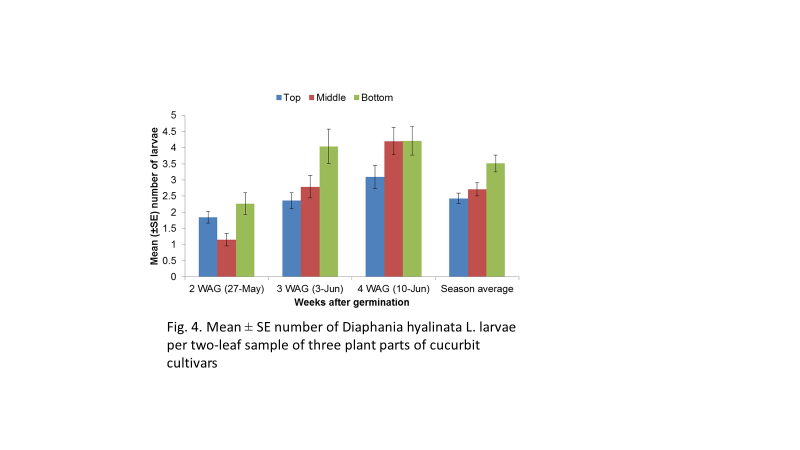 Top Middle Bottom
5
4.5
4
3.5
3
2.5
2
1.5
1
0.5
0
Mean (±SE) number of larvae
2 WAG (27-May) 3 WAG (3-Jun) 4 WAG (10-Jun) Season average
Weeks after germination
Fig. 4. Mean ± SE number of Diaphania hyalinata L. larvae
per two-leaf sample of three plant parts of cucurbit
cultivars